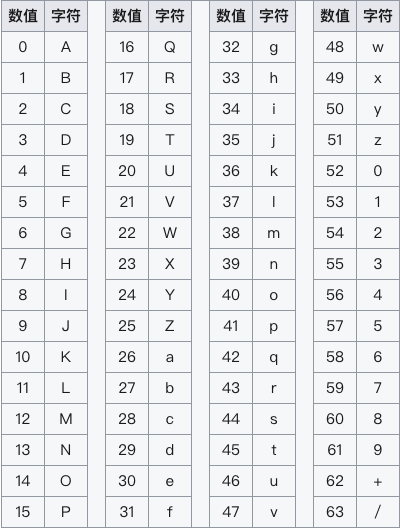 数值 字符 数值 字符 数值 字符 数值 字符
0 A 16 Q 32 g 48 w
1 B 17 R 33 h 49 x
2 C 18 S 34 i 50 y
3 D 19 T 35 j 51 z
4 E 20 U 36 k 52 0
5 F 21 V 37 l 53 1
6 G 22 W 38 m 54 2
7 H 23 X 39 n 55 3
8 I 24 Y 40 o 56 4
9 J 25 Z 41 p 57 5
10 K 26 a 42 q 58 6
11 L 27 b 43 r 59 7
12 M 28 c 44 s 60 8
13 N 29 d 45 t 61 9
14 O 30 e 46 u 62 +
15 P 31 f 47 v 63 /